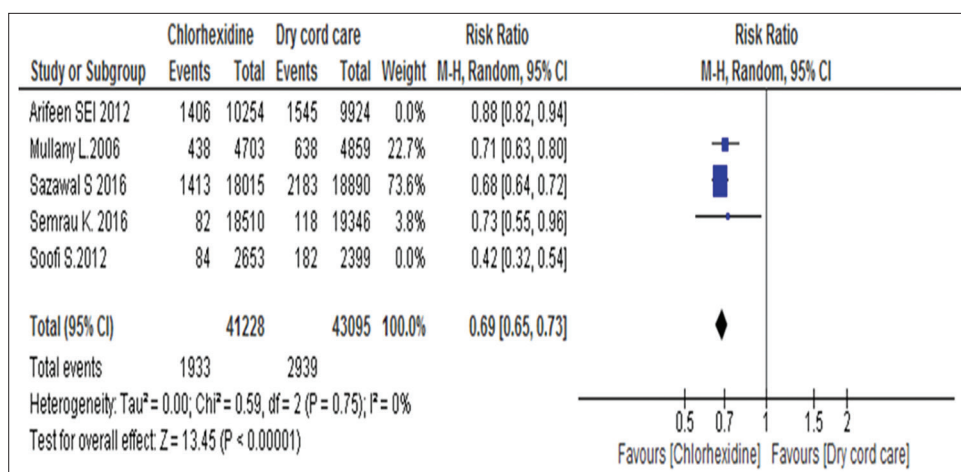 Chlorhexidine Dry cord care Risk Ratio Risk Ratio
Study or Subgroup Events Total Events Total Weight M-H, Random, 95% CI M-H, Random, 95% CI
Arifeen SEI 2012 1406 10254 1545 9924 0.0% 0.88 [0.82, 0.94]
Mullany L.2006 438 4703 638 4859 22.7% 0.71 [0.63, 0.80]
Sazawal S 2016 1413 18015 2183 18890 73.6% 0.68 [0.64, 0.72]
Semrau K. 2016 82 18510 118 19346 3.8% 0.73 [0.55, 0.96]
Soofi S.2012 84 2653 182 2399 0.0% 0.42 [0.32, 0.54]
Total (95% CI) 41228 43095 100.0% 0.69 [0.65, 0.73]
Total events 1933 2939
Heterogeneity: Tau² = 0.00; Chi² = 0.59, df = 2 (P = 0.75); I² = 0%
Test for overall effect: Z = 13.45 (P < 0.00001)
0.5 0.7 1 1.5 2
Favours [Chlorhexidine] Favours [Dry cord care]